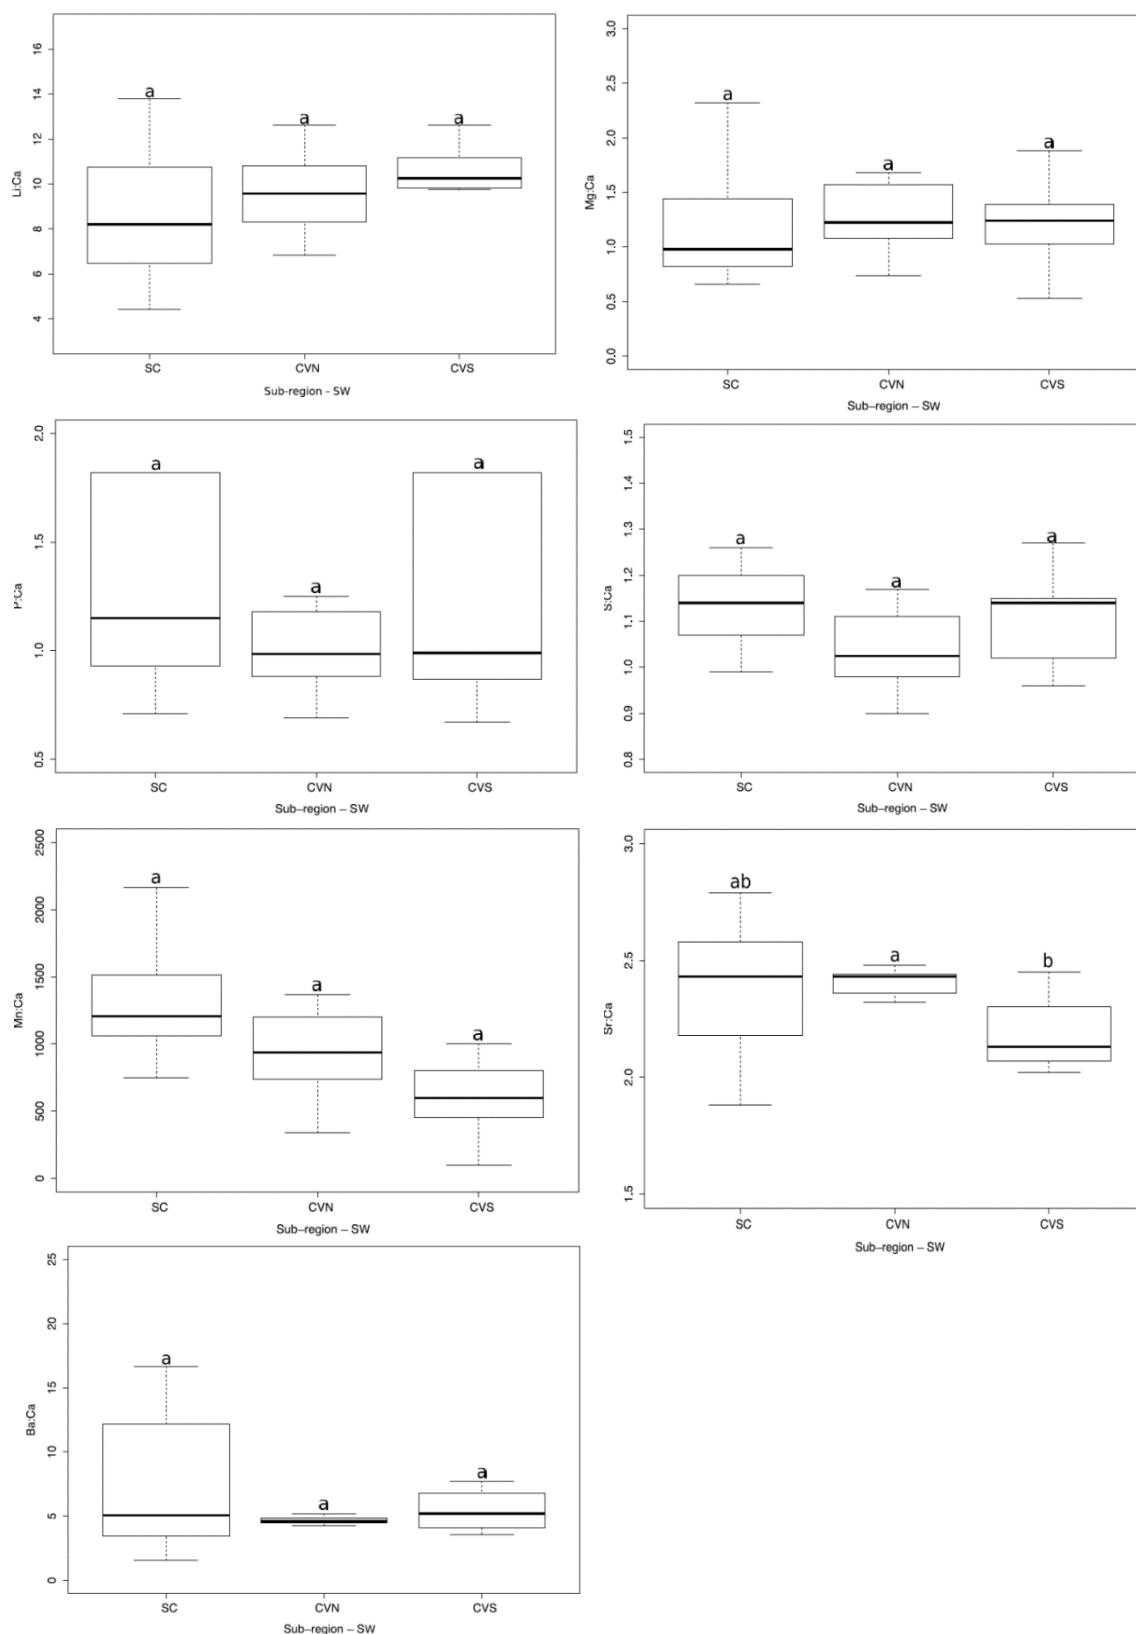 16
14
12
10
8
6
4
Li:Ca
a
a
a
SC
CVN
CVS
Sub-region - SW
3.0
2.5
2.0
1.5
1.0
0.5
0.0
Mg:Ca
a
a
a
SC
CVN
CVS
Sub–region – SW
2.0
1.5
1.0
0.5
P:Ca
a
a
a
SC
CVN
CVS
Sub–region – SW
1.5
1.4
1.3
1.2
1.1
1.0
0.9
0.8
S:Ca
a
a
a
SC
CVN
CVS
Sub–region – SW
2500
2000
1500
1000
500
0
Mn:Ca
a
a
a
SC
CVN
CVS
Sub–region – SW
3.0
2.5
2.0
1.5
Sr:Ca
ab
a
b
SC
CVN
CVS
Sub–region – SW
25
20
15
10
5
0
Ba:Ca
a
a
a
SC
CVN
CVS
Sub–region – SW